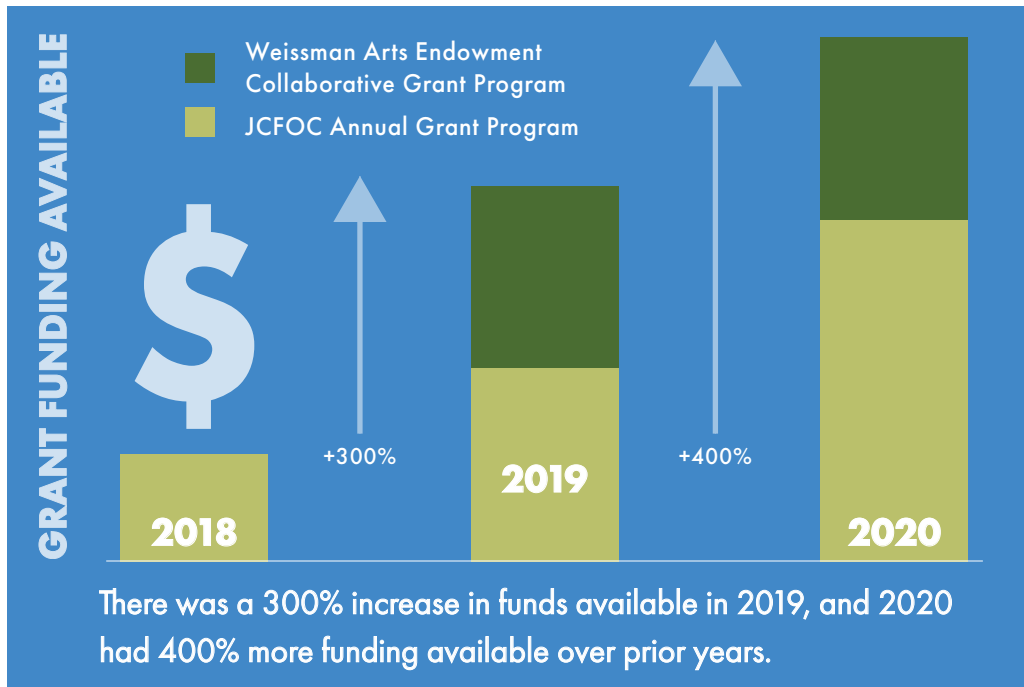 GRANT FUNDING AVAILABLE
Weissman Arts Endowment
Collaborative Grant Program
JCFOC Annual Grant Program
$
+300%
+400%
2018
2019
2020
There was a 300% increase in funds available in 2019, and 2020
had 400% more funding available over prior years.